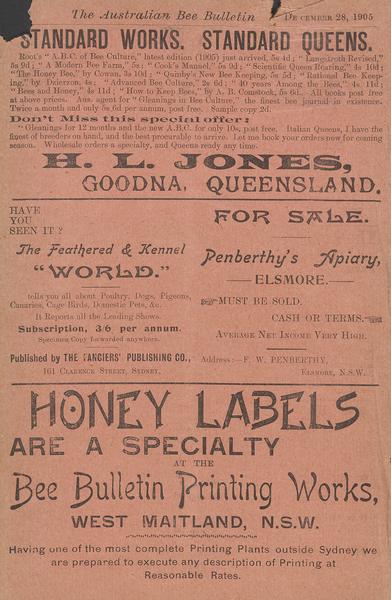 The Australian Bee Bulletin DECEMBER 28, 1905
STANDARD WORKS. STANDARD QUEENS.
Root's "A.B.C. of Bee Culture," latest edition (1905) just arrived, 5s 4d; "Langstroth Revised,"
5s 9d; "A Modern Bee Farm," 5s; "Cook's Manuel," 5s 9d; "Scientific Queen Rearing," 4s 10d;
"The Honey Bee," by Cowan, 3s 10d; "Quinby's New Bee Keeping, 5s 5d; "Rational Bee Keep-
ing," by Dzierzon, 4s; "Advanced Bee Culture," 2s 6d; "40 years Among the Bees," 4s 11d;
"Bees and Honey," 4s 11d; "How to Keep Bees," by A. B. Comstock, 5s 6d. All books post free
at above prices. Also agent for "Gleanings in Bee Culture," the finest bee journal in existence.
Twice a month and only 5s 6d per annum, post free. Sample copy 2d.
Don't Miss this special offer:
"Gleanings for 12 months and the new A.B.C. for only 10s, post free. Italian Queens, I have the
finest of breeders on hand, and the best procurable to arrive. Let me book your orders now for coming
season. Wholesale orders a specialty, and Queens ready any time.
H. L. JONES,
GOODNA, QUEENSLAND.
HAVE
YOU
SEEN IT?
The Feathered & Kennel
"WORLD."
tells you all about Poultry, Dogs, Pigeons,
Canaries, Cage Birds, Domestic Pets, &c.
It Reports all the Leading Shows.
Subscription, 3/6 per annum.
Specimen Copy forwarded anywhere.
Published by THE FANCIERS' PUBLISHING CO.,
161 CLARENCE STREET, SYDNEY,
FOR SALE.
Penberthy's Apiary,
ELSMORE.
MUST BE SOLD.
CASH OR TERMS.
AVERAGE NET INCOME VERY HIGH.
Address:—F. W. PENBERTHY,
ELSMORE, N.S.W.
HONEY LABELS
ARE A SPECIALTY
AT THE
Bee Bulletin Printing Works,
WEST MAITLAND, N.S.W.
Having one of the most complete Printing Plants outside Sydney we
are prepared to execute any description of Printing at
Reasonable Rates.